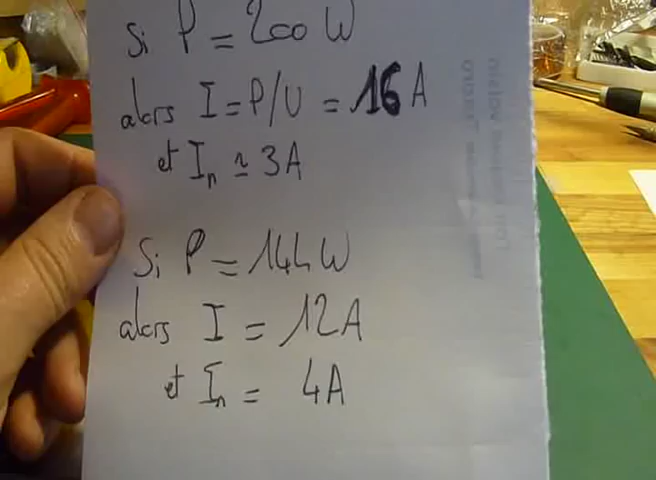 Si P = 200 W
alors I = P/U = 16 A
et In ≃ 3A
Si P = 144 W
alors I = 12A
et In = 4A